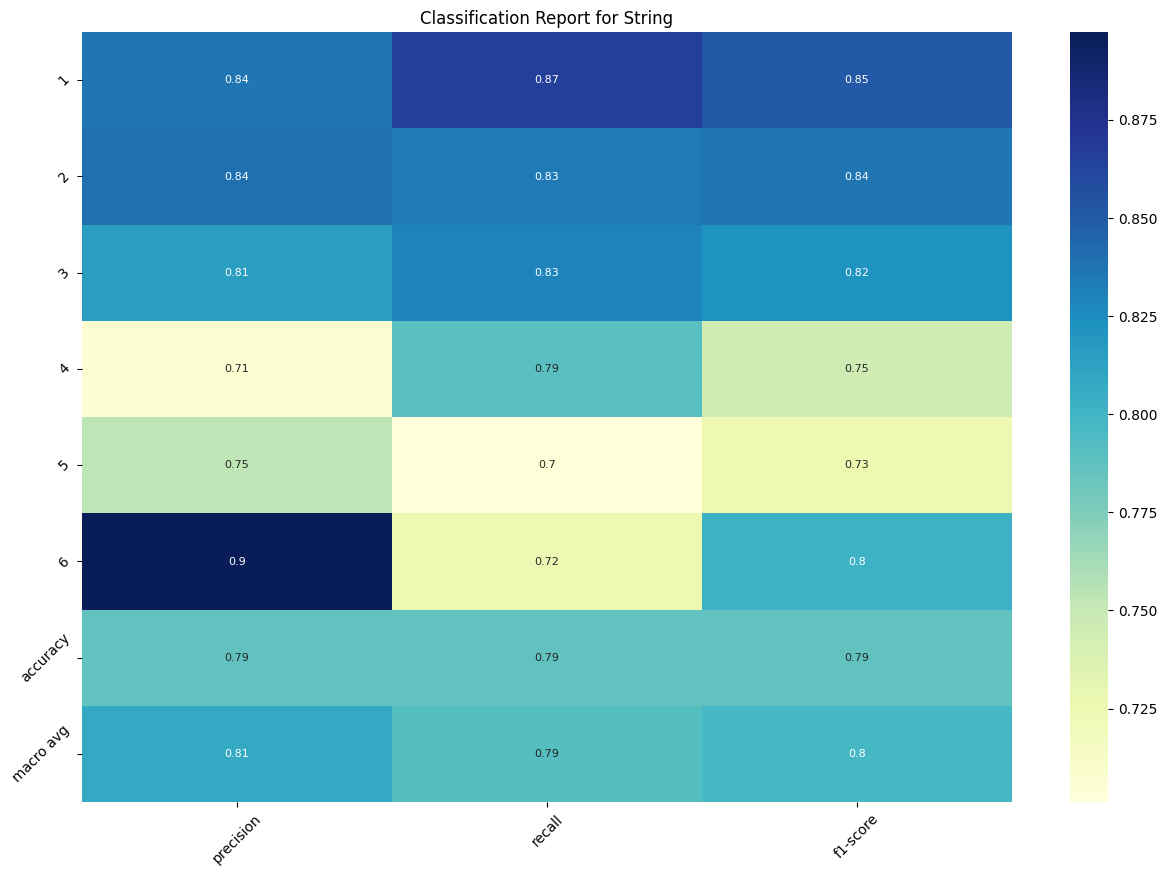 Classification Report for String
1 0.84 0.87 0.85
2 0.84 0.83 0.84
3 0.81 0.83 0.82
4 0.71 0.79 0.75
5 0.75 0.7 0.73
6 0.9 0.72 0.8
accuracy 0.79 0.79 0.79
macro avg 0.81 0.79 0.8
precision recall f1-score
0.875
0.850
0.825
0.800
0.775
0.750
0.725